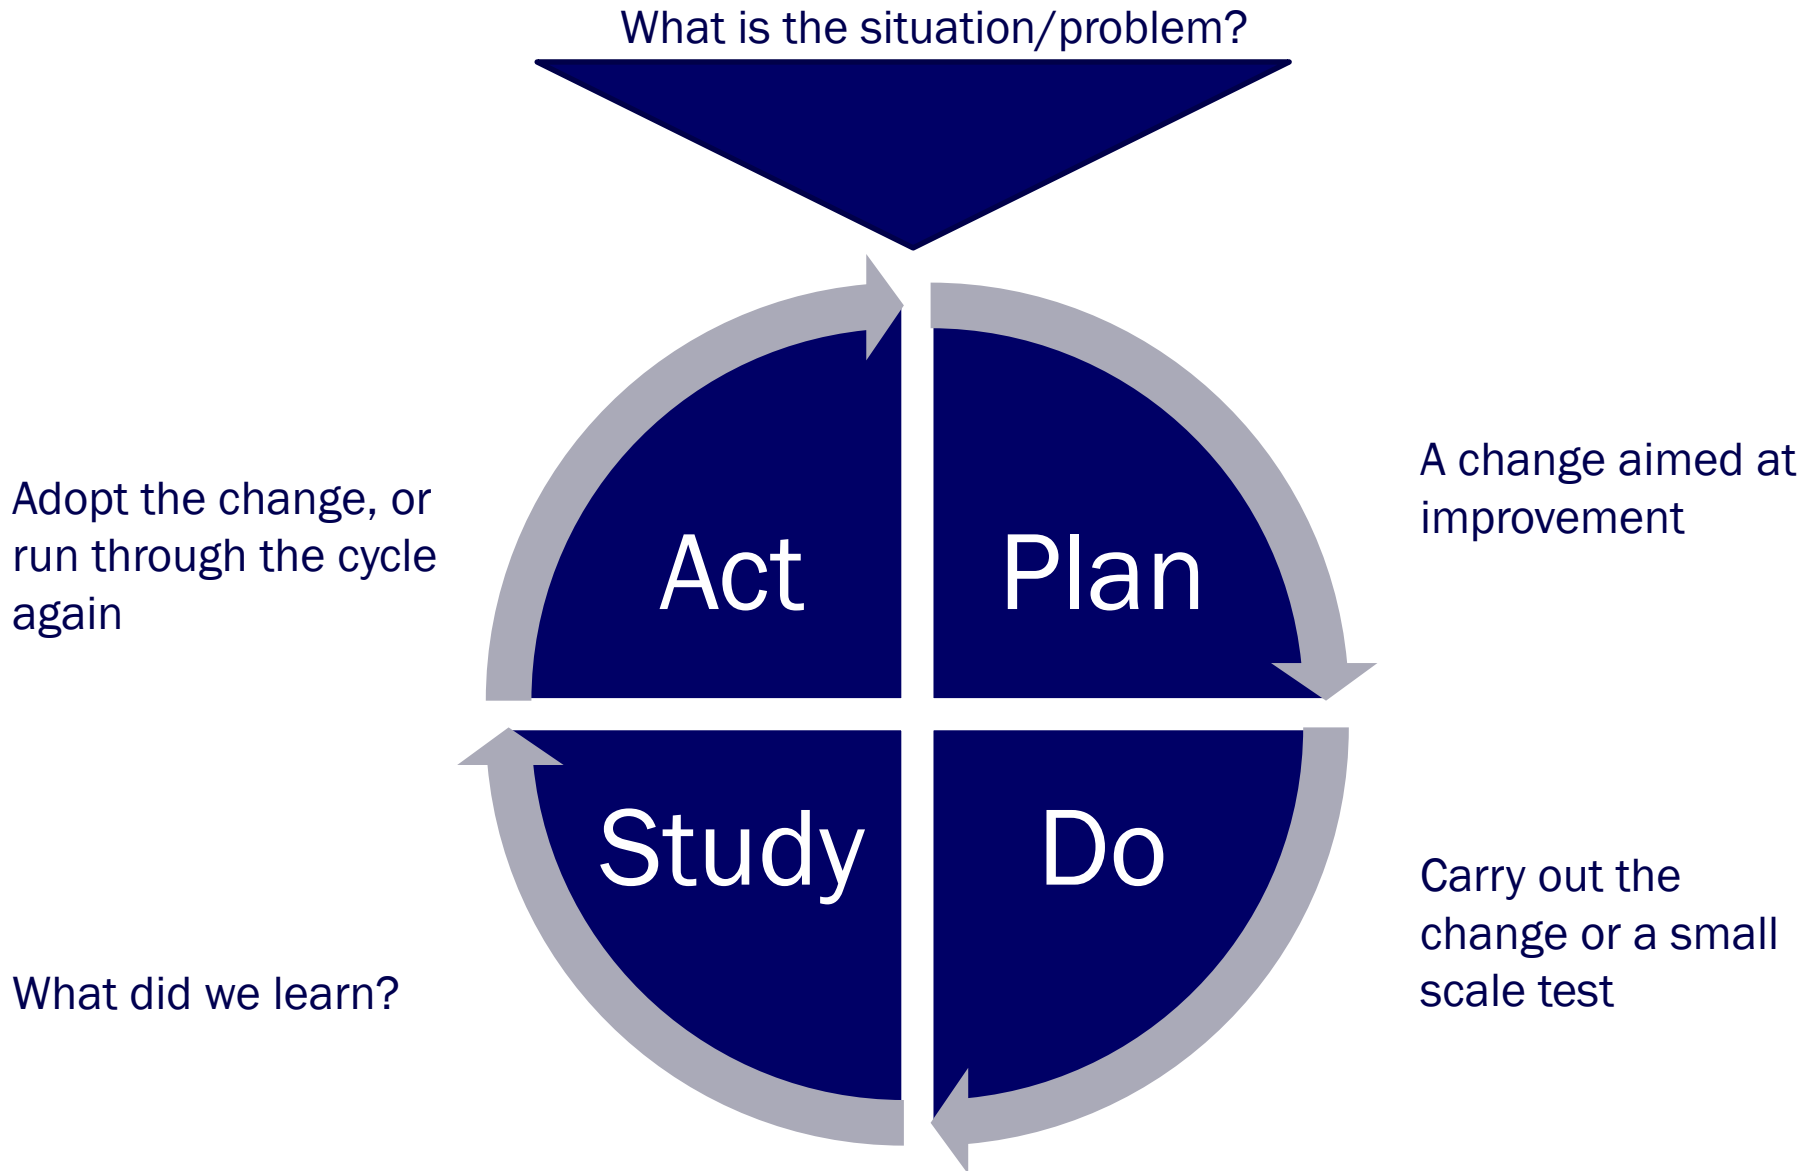 What is the situation/problem?
Act
Plan
Study
Do
A change aimed at
improvement
Carry out the
change or a small
scale test
What did we learn?
Adopt the change, or
run through the cycle
again